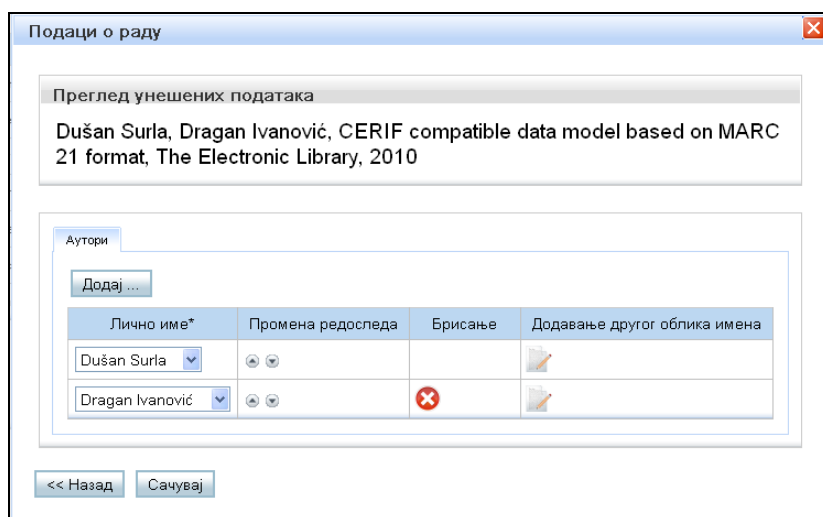 Подаци о раду
Преглед унешених података
Dušan Surla, Dragan Ivanović, CERIF compatible data model based on MARC
21 format, The Electronic Library, 2010
Аутори
Додај ...
Лично име* Промена редоследа Брисање Додавање другог облика имена
Dušan Surla
Dragan Ivanović
<< Назад Сачувај